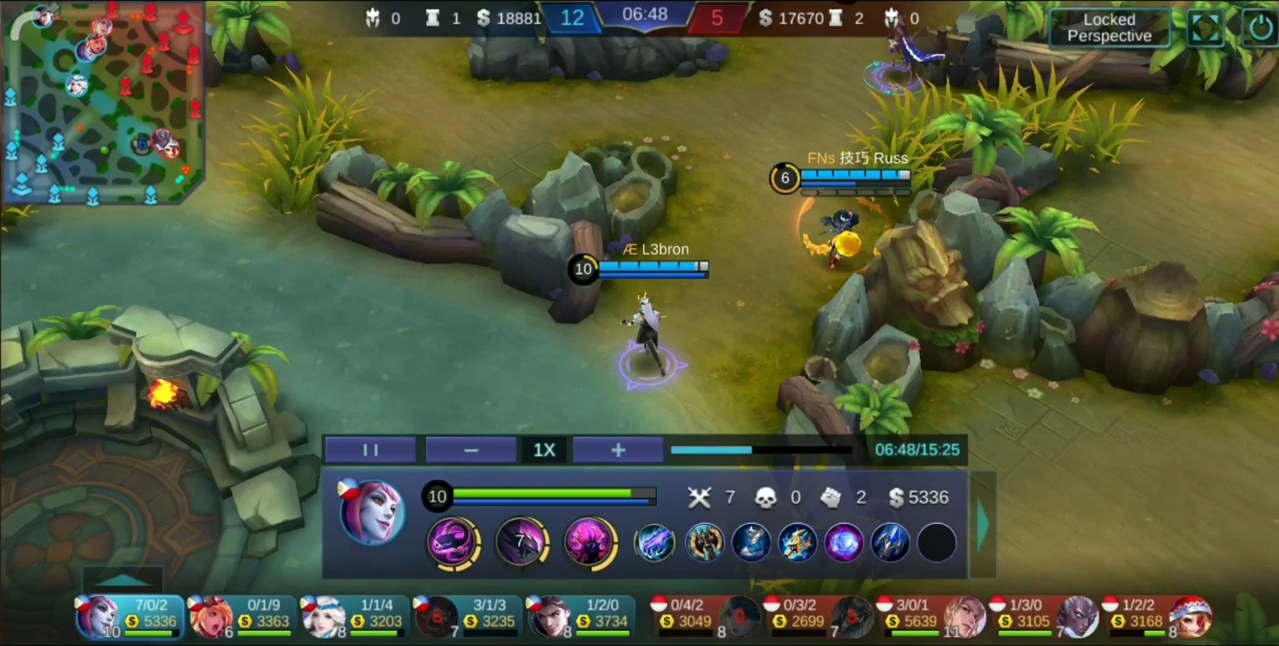 0 1 $ 18881 12 06:48 5 $ 17670 2 0
Locked
Perspective
FNs 技巧 Russ
6
Æ L3bron
10
1X 06:48/15:25
10 7 0 2 $ 5336
7
7/0/2 0/1/9 1/1/4 3/1/3 1/2/0 0/4/2 0/3/2 3/0/1 1/3/0 1/2/2
5336 3363 3203 3235 3734 3049 2699 5639 3105 3168
10 6 8 7 8 8 7 11 7 8